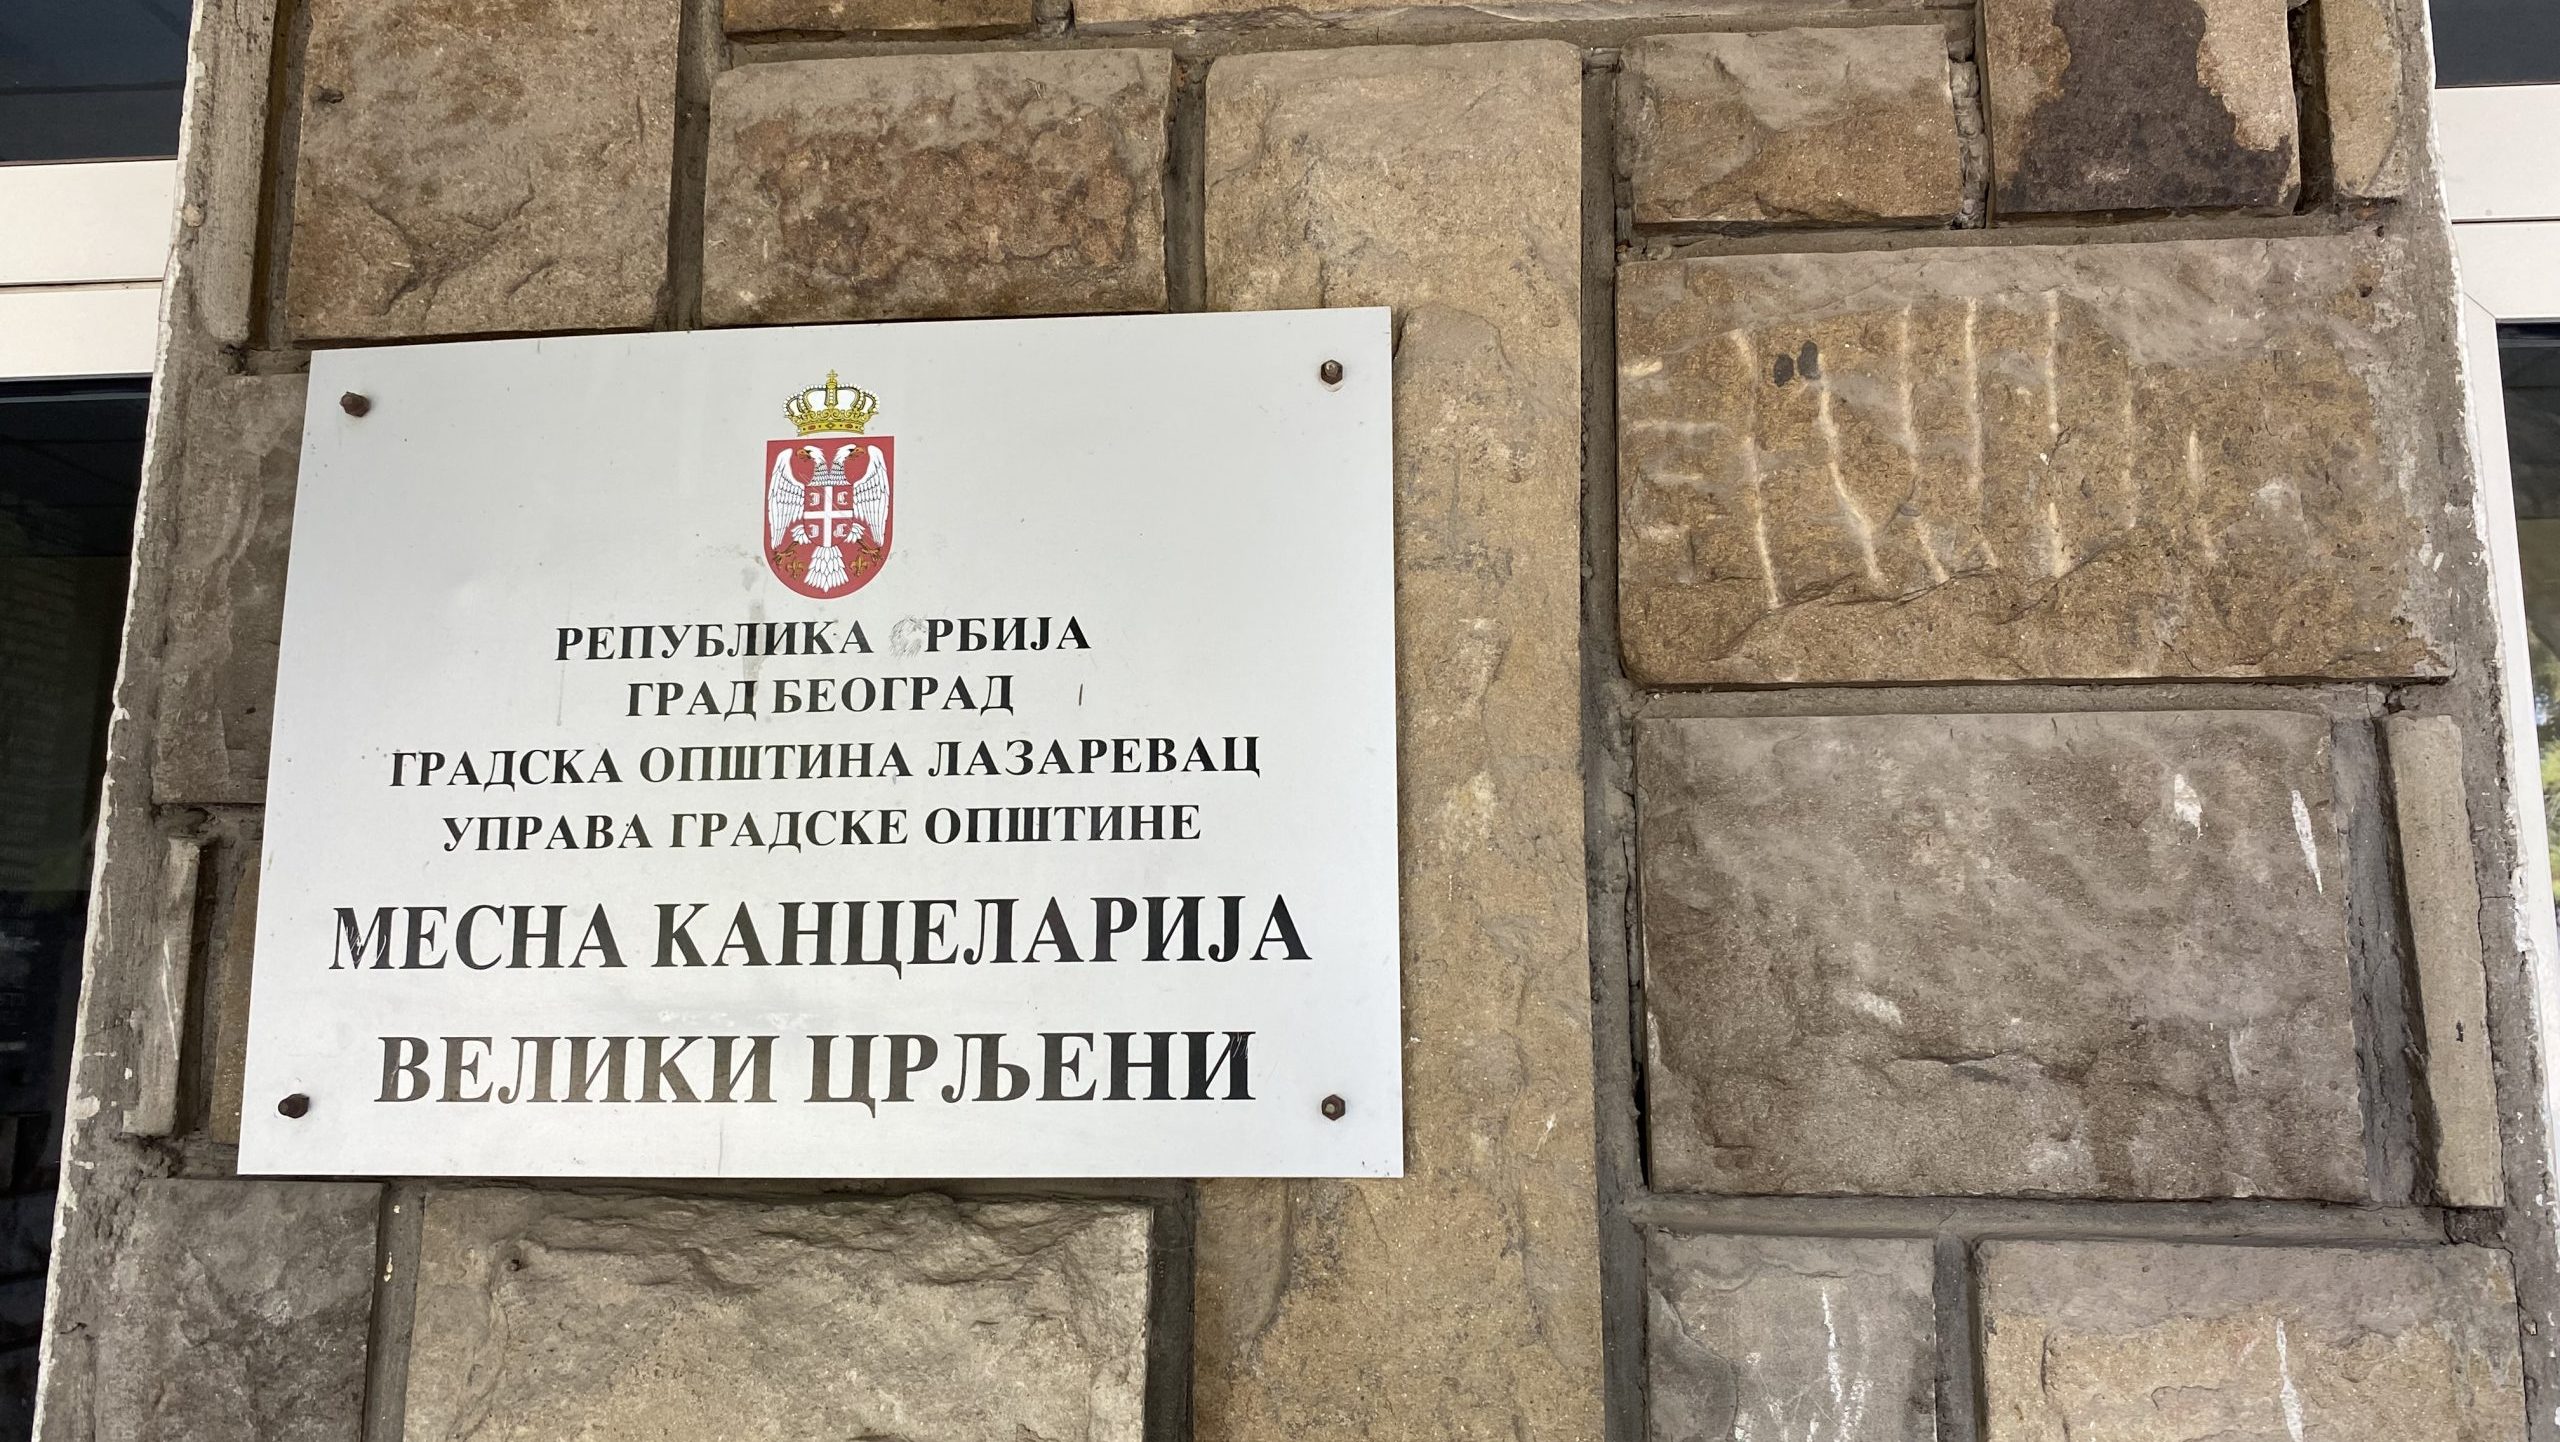 РЕПУБЛИКА СРБИЈА
ГРАД БЕОГРАД
ГРАДСКА ОПШТИНА ЛАЗАРЕВАЦ
УПРАВА ГРАДСКЕ ОПШТИНЕ
МЕСНА КАНЦЕЛАРИЈА
ВЕЛИКИ ЦРЉЕНИ